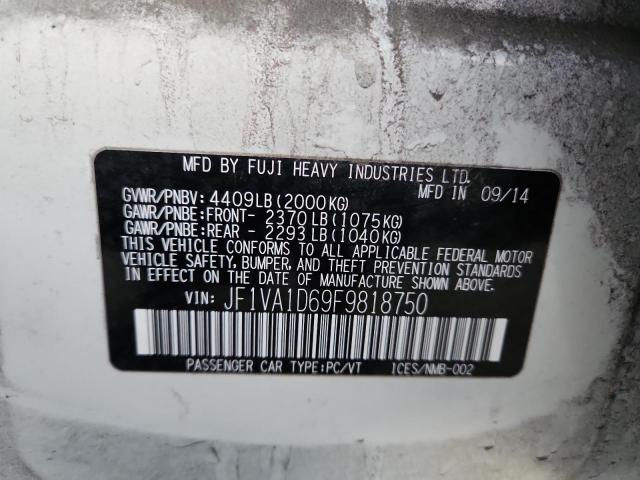 MFD BY FUJI HEAVY INDUSTRIES LTD.
MFD IN 09/14
GVWR/PNBV: 4409LB(2000KG)
GAWR/PNBE:FRONT- 2370LB(1075KG)
GAWR/PNBE:REAR - 2293LB(1040KG)
THIS VEHICLE CONFORMS TO ALL APPLICABLE FEDERAL MOTOR
VEHICLE SAFETY, BUMPER, AND THEFT PREVENTION STANDARDS
IN EFFECT ON THE DATE OF MANUFACTURE SHOWN ABOVE.
VIN: JF1VA1D69F9818750
PASSENGER CAR TYPE:PC/VT ICES/NMB-002